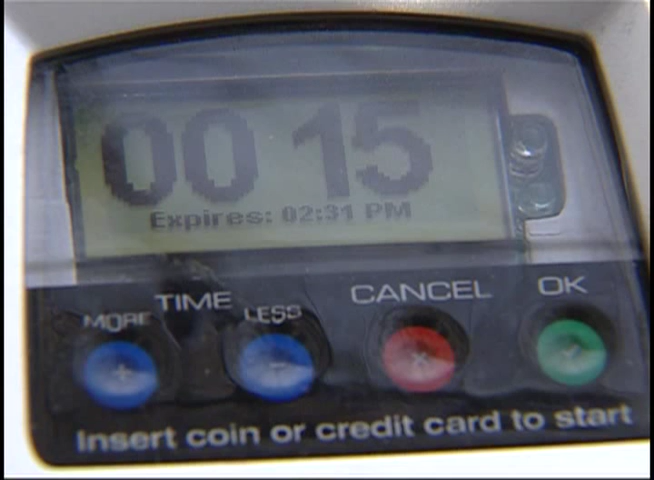 00 15
Expires: 02:31 PM
TIME
MORE LESS
CANCEL
OK
Insert coin or credit card to start